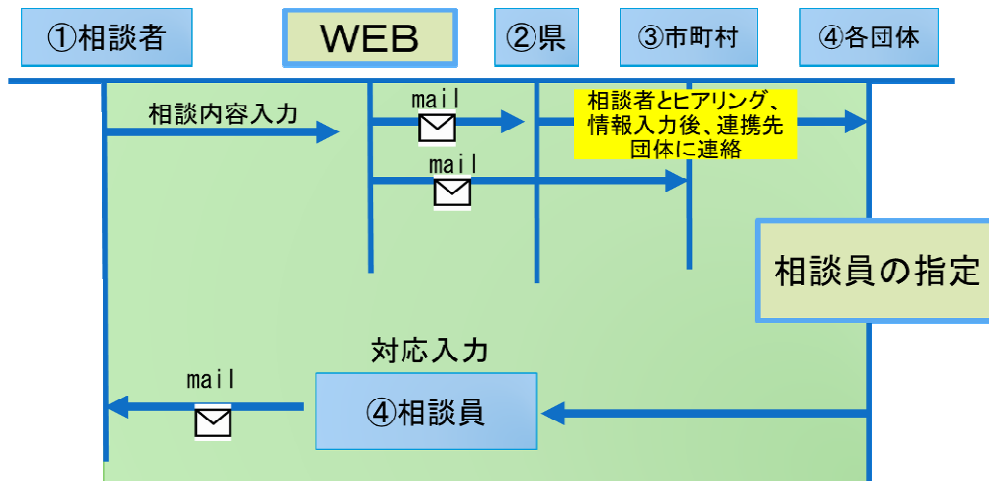 ①相談者
WEB
②県
③市町村
④各団体
相談内容入力
mail
相談者とヒアリング、
情報入力後、連携先
団体に連絡
mail
相談員の指定
対応入力
mail
④相談員